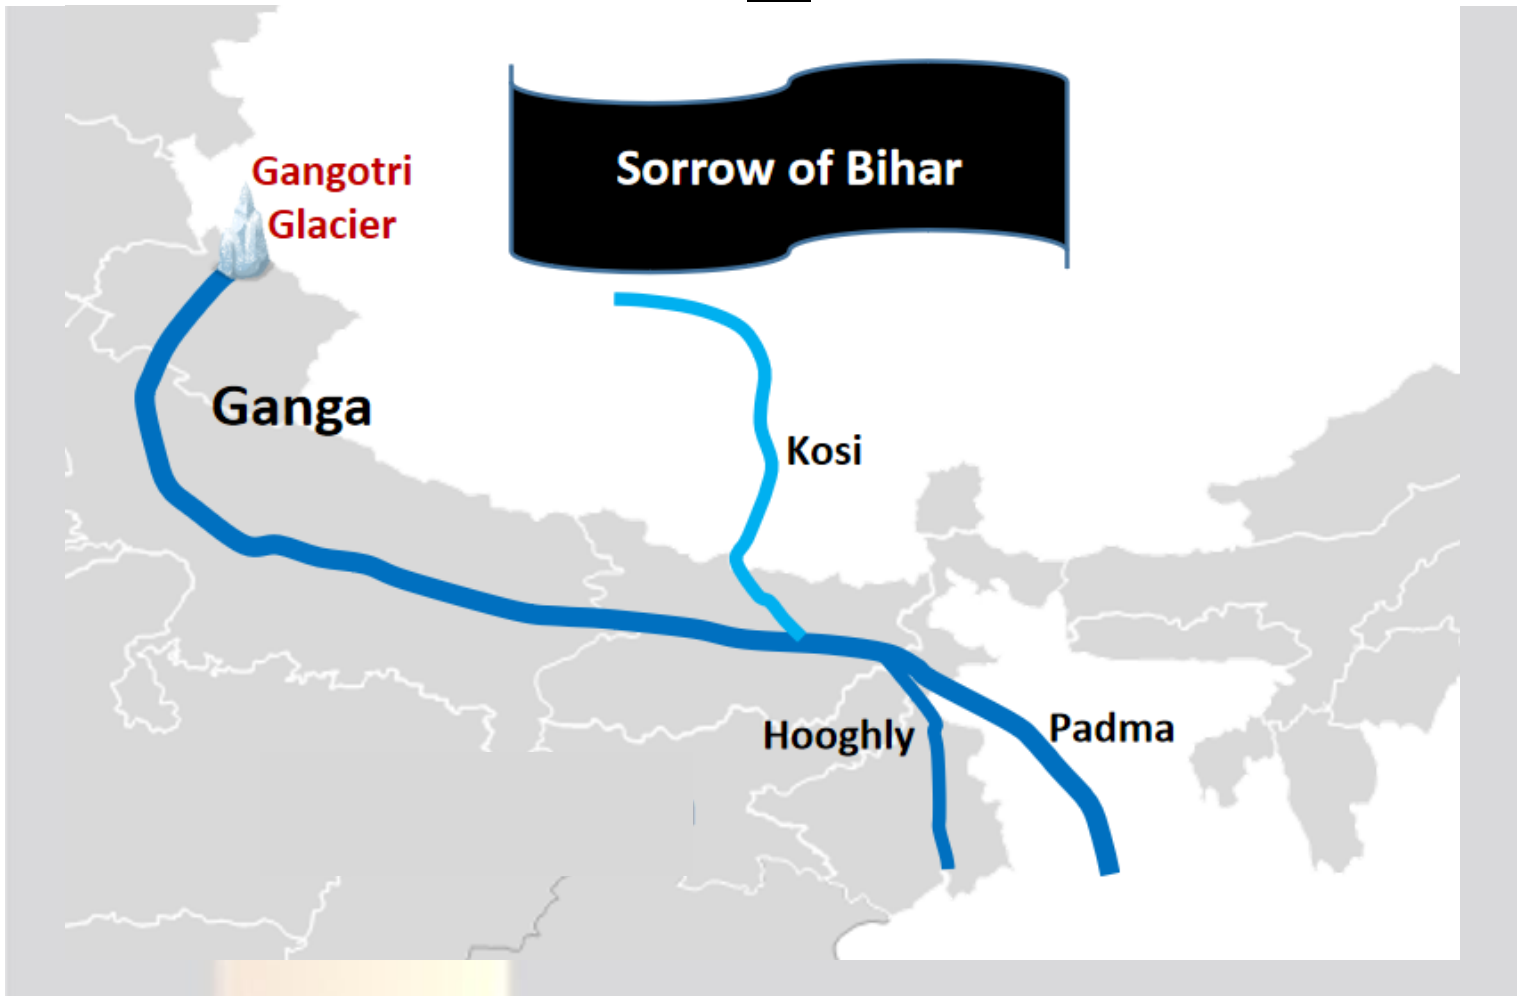 Sorrow of Bihar
Gangotri
Glacier
Ganga
Kosi
Hooghly
Padma